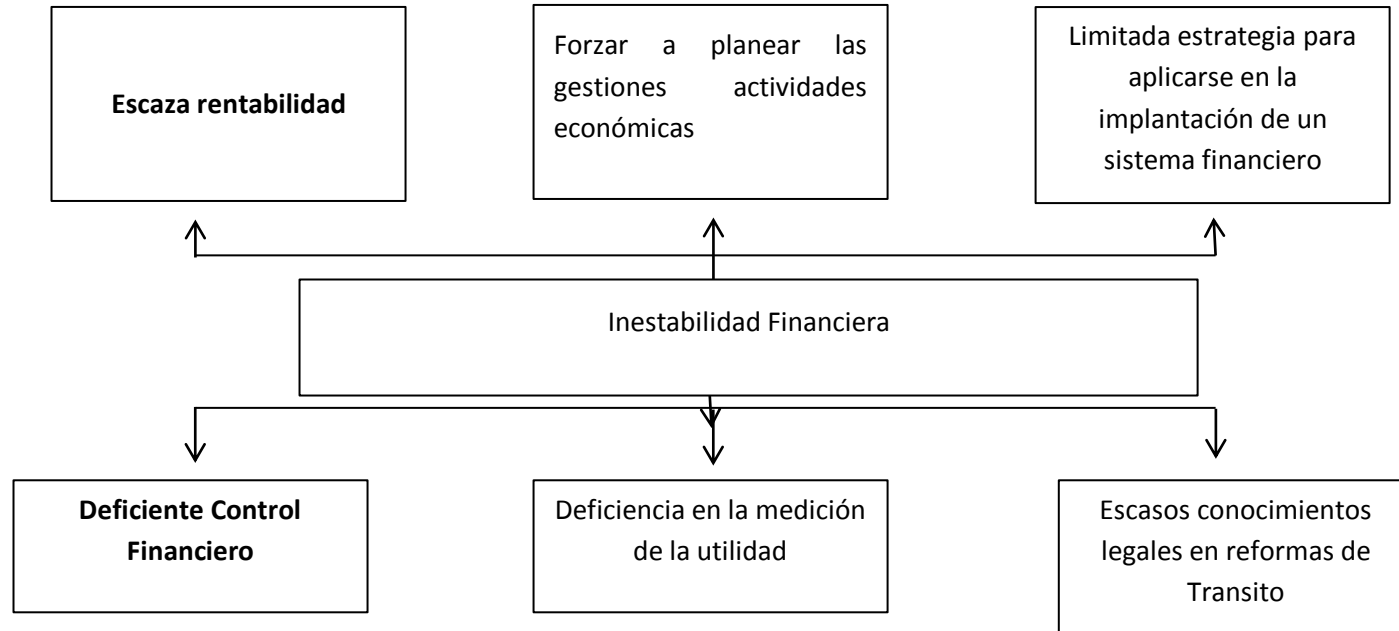 Escaza rentabilidad
Forzar a planear las
gestiones actividades
económicas
Limitada estrategia para
aplicarse en la
implantación de un
sistema financiero
Inestabilidad Financiera
Deficiente Control
Financiero
Deficiencia en la medición
de la utilidad
Escasos conocimientos
legales en reformas de
Transito